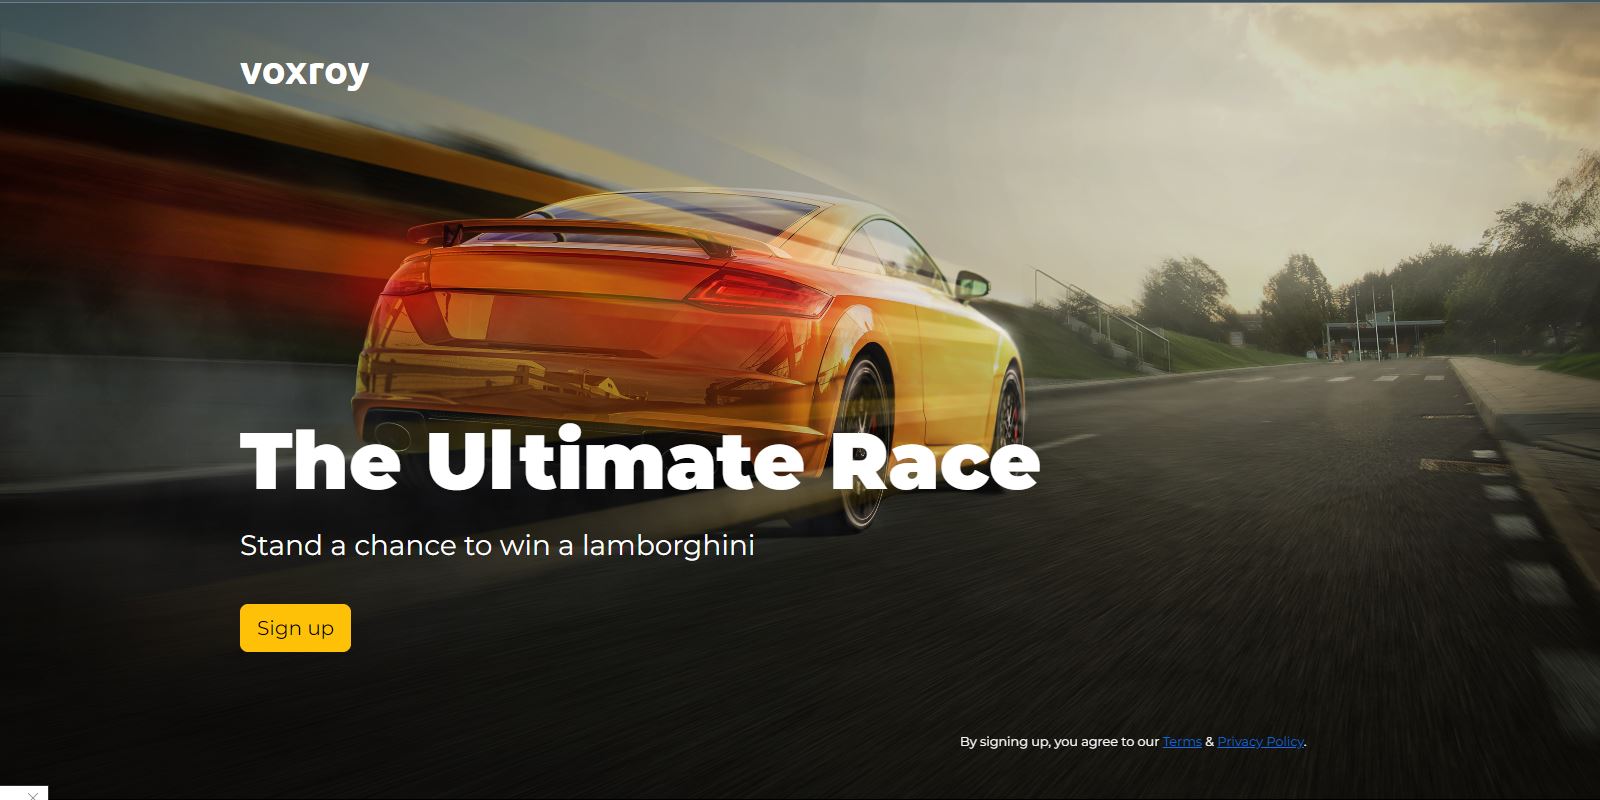 voxroy
The Ultimate Race
Stand a chance to win a lamborghini
Sign up
By signing up, you agree to our Terms & Privacy Policy.